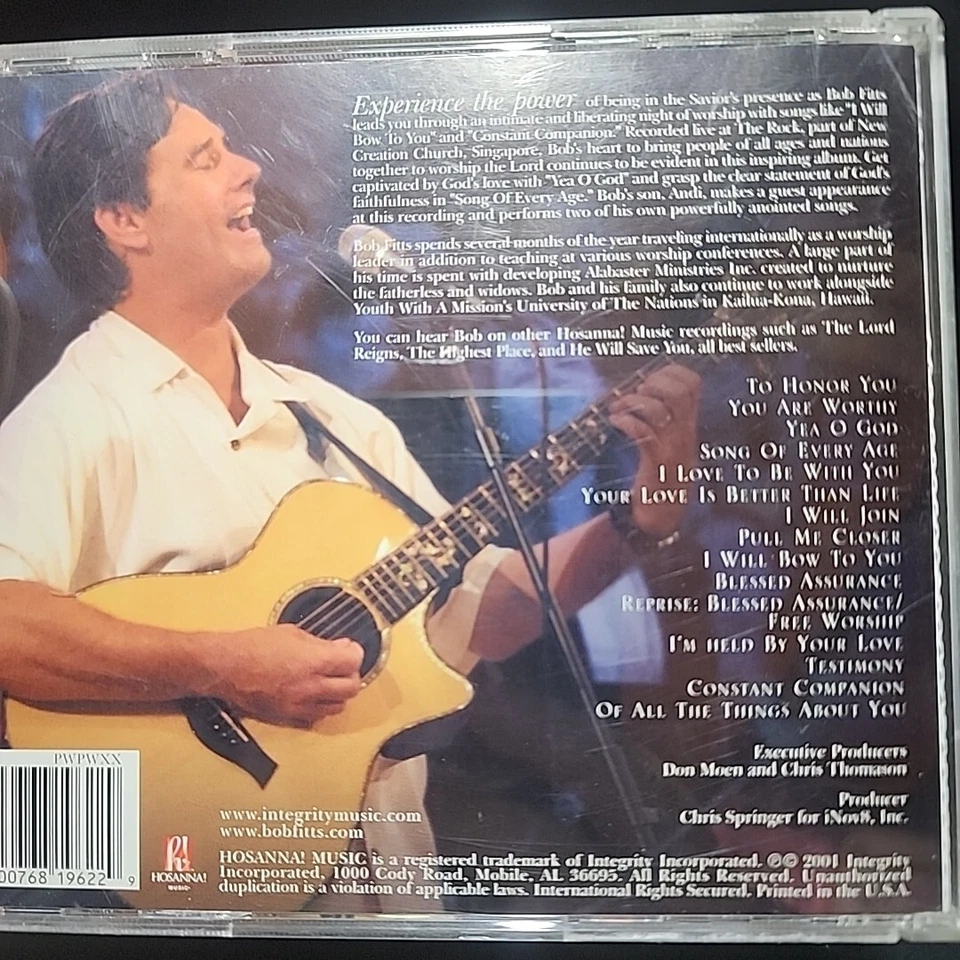 Experience the power of being in the Savior's presence as Bob Fitts
leads you through an intimate and liberating night of worship with songs like "I Will
Bow To You" and "Constant Companion." Recorded live at The Rock, part of New
Creation Church, Singapore, Bob's heart to bring people of all ages and nations
together to worship the Lord continues to be evident in this inspiring album. Get
captivated by God's love with "Yea O God" and grasp the clear statement of God's
faithfulness in "Song Of Every Age." Bob's son, Andi, makes a guest appearance
at this recording and performs two of his own powerfully anointed songs.
Bob Fitts spends several months of the year traveling internationally as a worship
leader in addition to teaching at various worship conferences. A large part of
his time is spent with developing Alabaster Ministries Inc. created to nurture
the fatherless and widows. Bob and his family also continue to work alongside
Youth With A Mission's University of The Nations in Kailua-Kona, Hawaii.
You can hear Bob on other Hosanna! Music recordings such as The Lord
Reigns, The Highest Place, and He Will Save You, all best sellers.
To Honor You
You Are Worthy
Yea O God
Song Of Every Age
I Love To Be With You
Your Love Is Better Than Life
I Will Join
Pull Me Closer
I Will Bow To You
Blessed Assurance
Reprise: Blessed Assurance/
Free Worship
I'm held By Your Love
Testimony
Constant Companion
Of All The Things About You
Executive Producers
Don Moen and Chris Thomason
Producer
Chris Springer for iNov8, Inc.
PWPWXX
00768 19622 9
HOSANNA!
MUSIC
www.integritymusic.com
www.bobfitts.com
HOSANNA! MUSIC is a registered trademark of Integrity Incorporated. ©℗ 2001 Integrity
Incorporated, 1000 Cody Road, Mobile, AL 36695, All Rights Reserved. Unauthorized
duplication is a violation of applicable laws. International Rights Secured. Printed in the U.S.A.